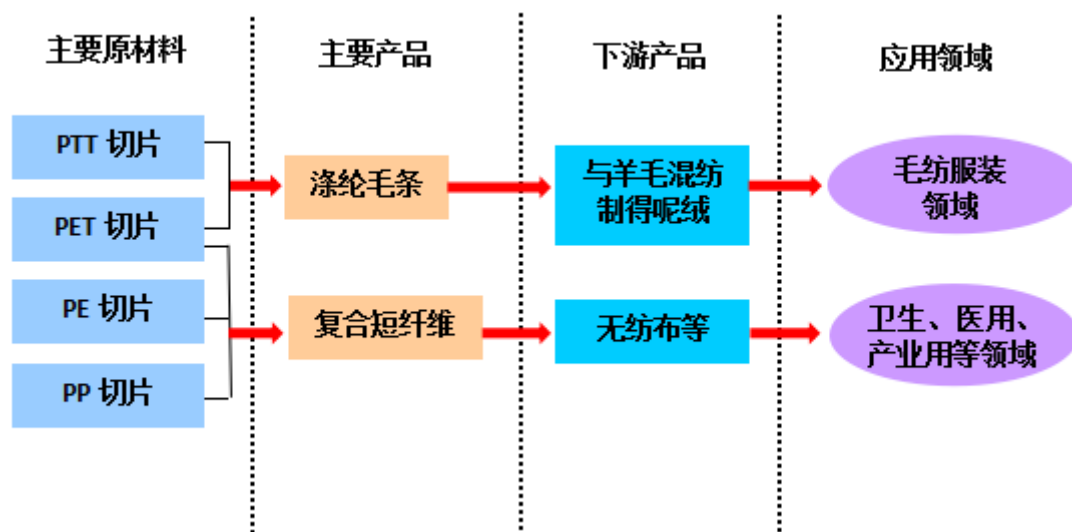 主要原材料
主要产品
下游产品
应用领域
PTT 切片
PET 切片
PE 切片
PP 切片
涤纶毛条
复合短纤维
与羊毛混纺
制得呢绒
无纺布等
毛纺服装
领域
卫生、医用、
产业用等领域